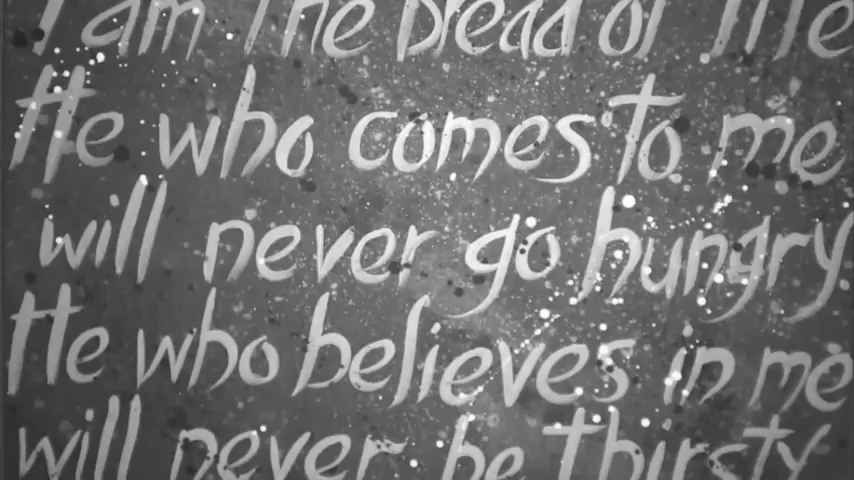 I am the bread of life
He who comes to me
will never go hungry
He who believes in me
will never be thirsty